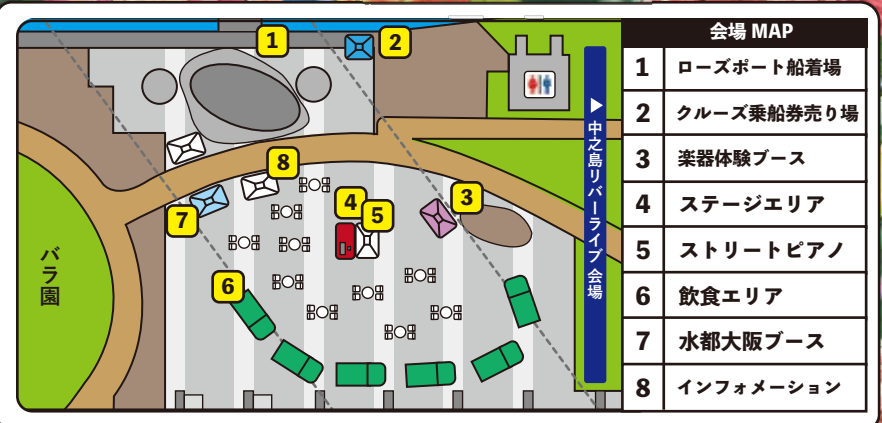 1
2
8
3
4
5
7
6
バラ園
▶中之島リバーライブ 会場
会場 MAP
1 ローズポート船着場
2 クルーズ乗船券売り場
3 楽器体験ブース
4 ステージエリア
5 ストリートピアノ
6 飲食エリア
7 水都大阪ブース
8 インフォメーション